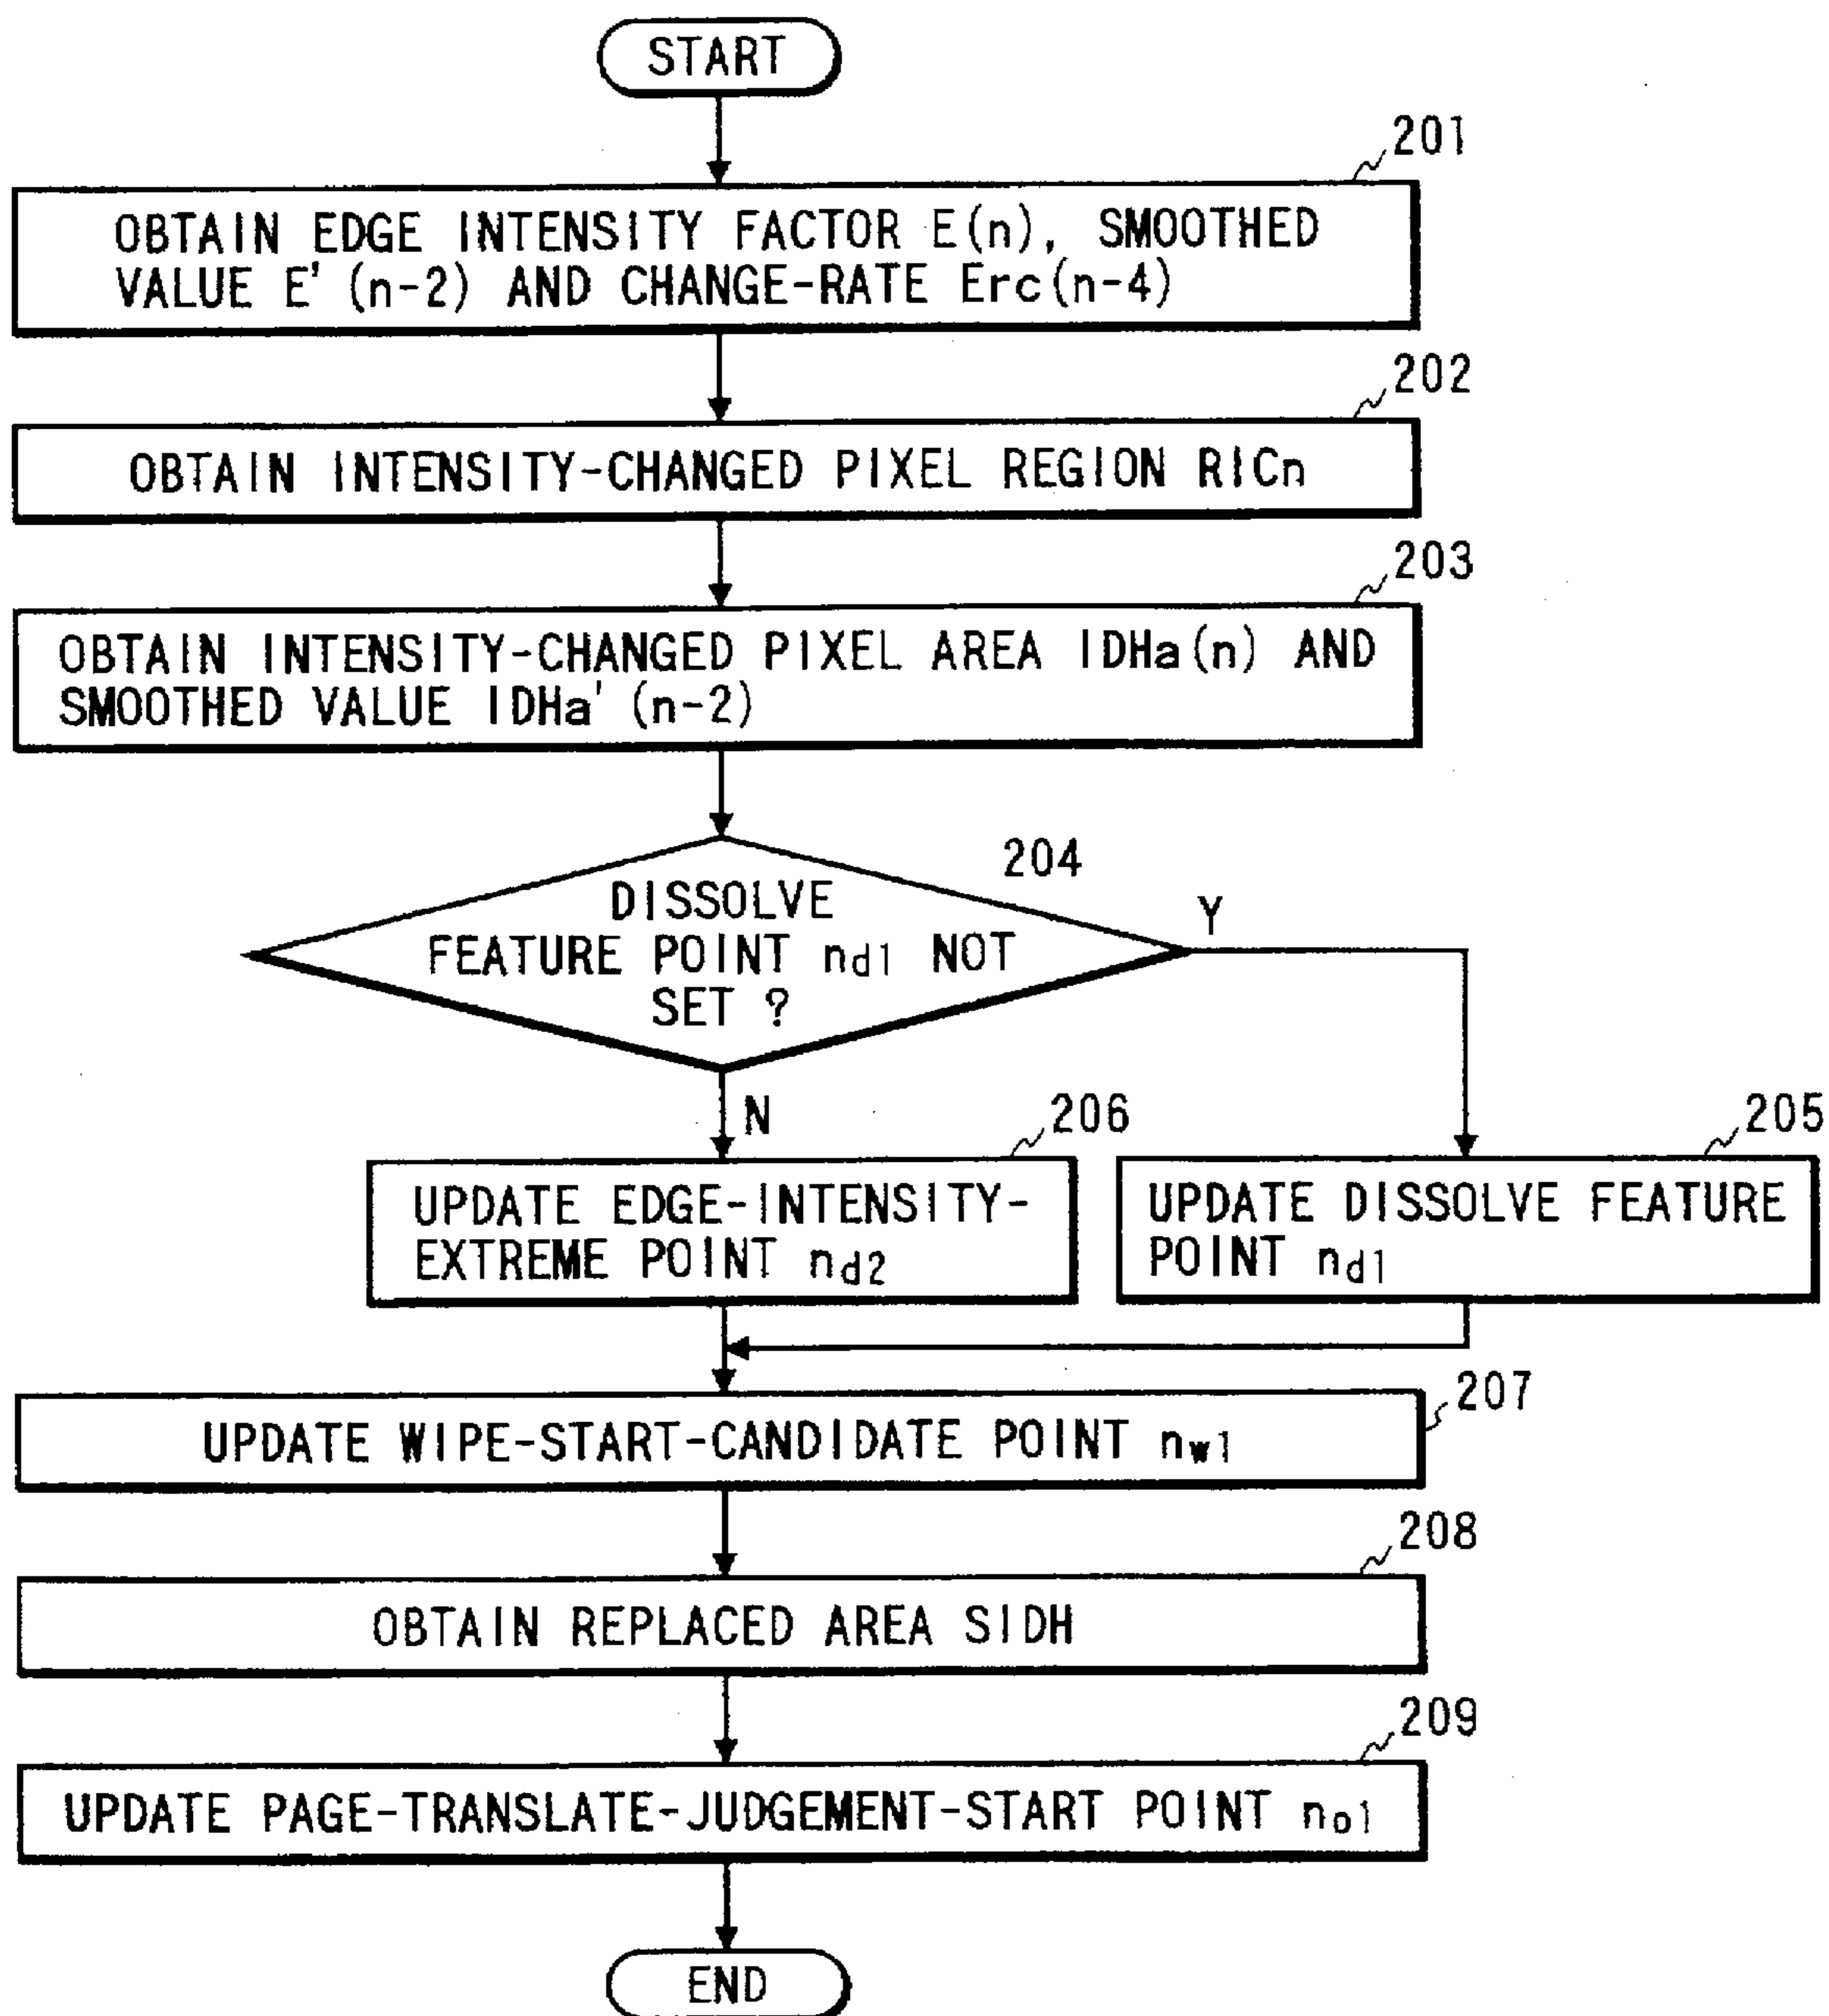 START
201
OBTAIN EDGE INTENSITY FACTOR E(n), SMOOTHED
VALUE E'(n-2) AND CHANGE-RATE Erc(n-4)
202
OBTAIN INTENSITY-CHANGED PIXEL REGION RICn
203
OBTAIN INTENSITY-CHANGED PIXEL AREA IDHa(n) AND
SMOOTHED VALUE IDHa'(n-2)
204
DISSOLVE
FEATURE POINT nd1 NOT
SET ?
Y
N
206
UPDATE EDGE-INTENSITY-
EXTREME POINT nd2
205
UPDATE DISSOLVE FEATURE
POINT nd1
207
UPDATE WIPE-START-CANDIDATE POINT nw1
208
OBTAIN REPLACED AREA SIDH
209
UPDATE PAGE-TRANSLATE-JUDGEMENT-START POINT no1
END